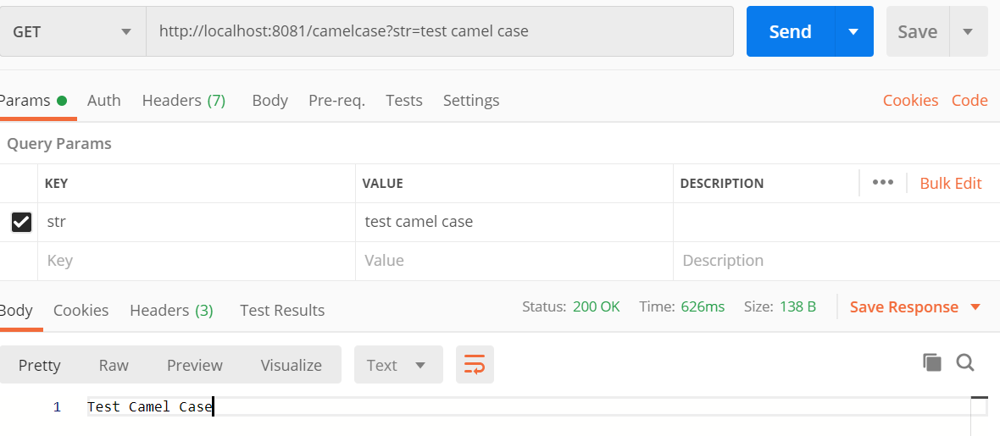 GET http://localhost:8081/camelcase?str=test camel case Send Save
Params Auth Headers (7) Body Pre-req. Tests Settings Cookies Code
Query Params
KEY VALUE DESCRIPTION ••• Bulk Edit
str test camel case
Key Value Description
Body Cookies Headers (3) Test Results Status: 200 OK Time: 626ms Size: 138 B Save Response
Pretty Raw Preview Visualize Text
1 Test Camel Case